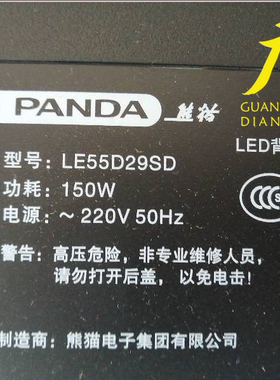 PANDA 熊猫
GUAN
DIAN
LED背
型号: LE55D29SD
功耗: 150W
电源: ~ 220V 50Hz
警告: 高压危险，非专业维修人员，
请勿打开后盖，以免电击!
制造商: 熊猫电子集团有限公司